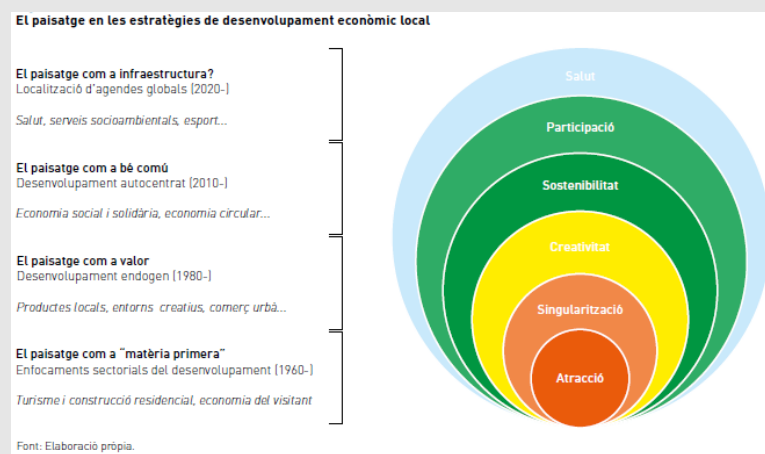 El paisatge en les estratègies de desenvolupament econòmic local
El paisatge com a infraestructura?
Localització d'agendes globals (2020-)
Salut, serveis socioambientals, esport...
El paisatge com a bé comú
Desenvolupament autocentrat (2010-)
Economia social i solidària, economia circular...
El paisatge com a valor
Desenvolupament endogen (1980-)
Productes locals, entorns creatius, comerç urbà...
El paisatge com a "matèria primera"
Enfocaments sectorials del desenvolupament (1960-)
Turisme i construcció residencial, economia del visitant
Salut
Participació
Sostenibilitat
Creativitat
Singularització
Atracció
Font: Elaboració pròpia.